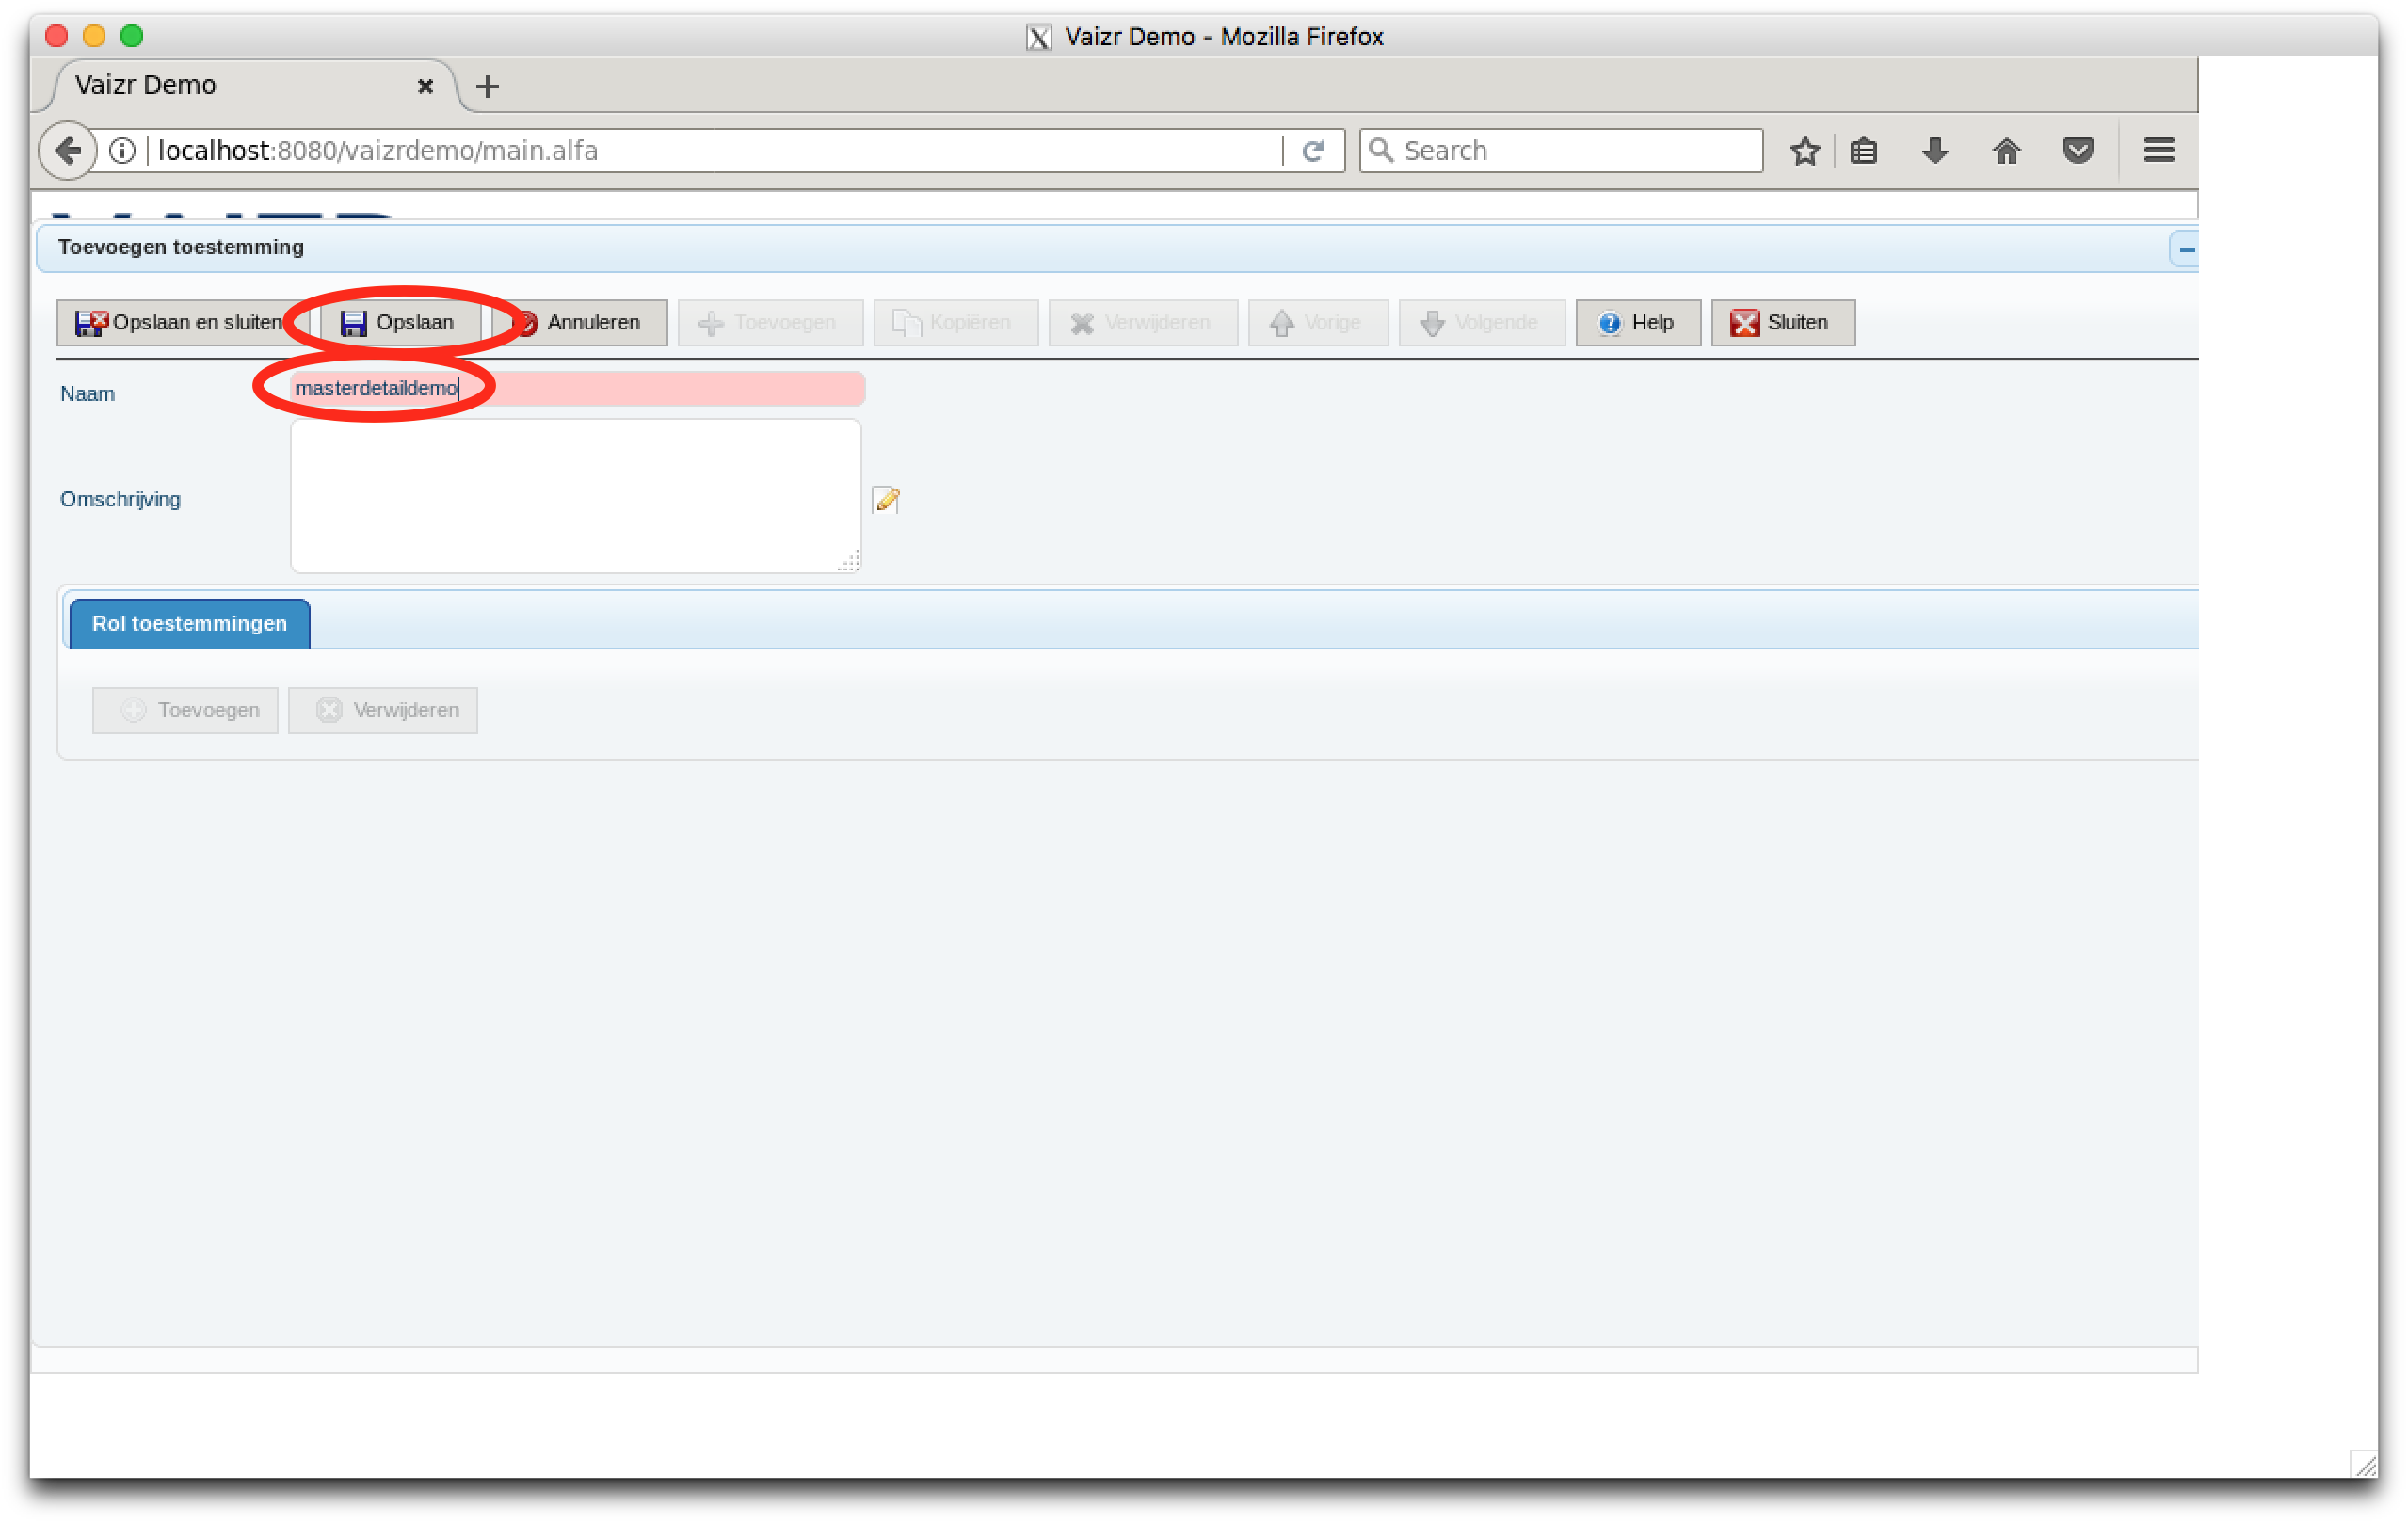 Vaizr Demo - Mozilla Firefox
Vaizr Demo
localhost:8080/vaizrdemo/main.alfa
Search
Toevoegen toestemming
Opslaan en sluiten Opslaan Annuleren Toevoegen Kopiëren Verwijderen Vorige Volgende Help Sluiten
Naam masterdetaildemo
Omschrijving
Rol toestemmingen
Toevoegen Verwijderen